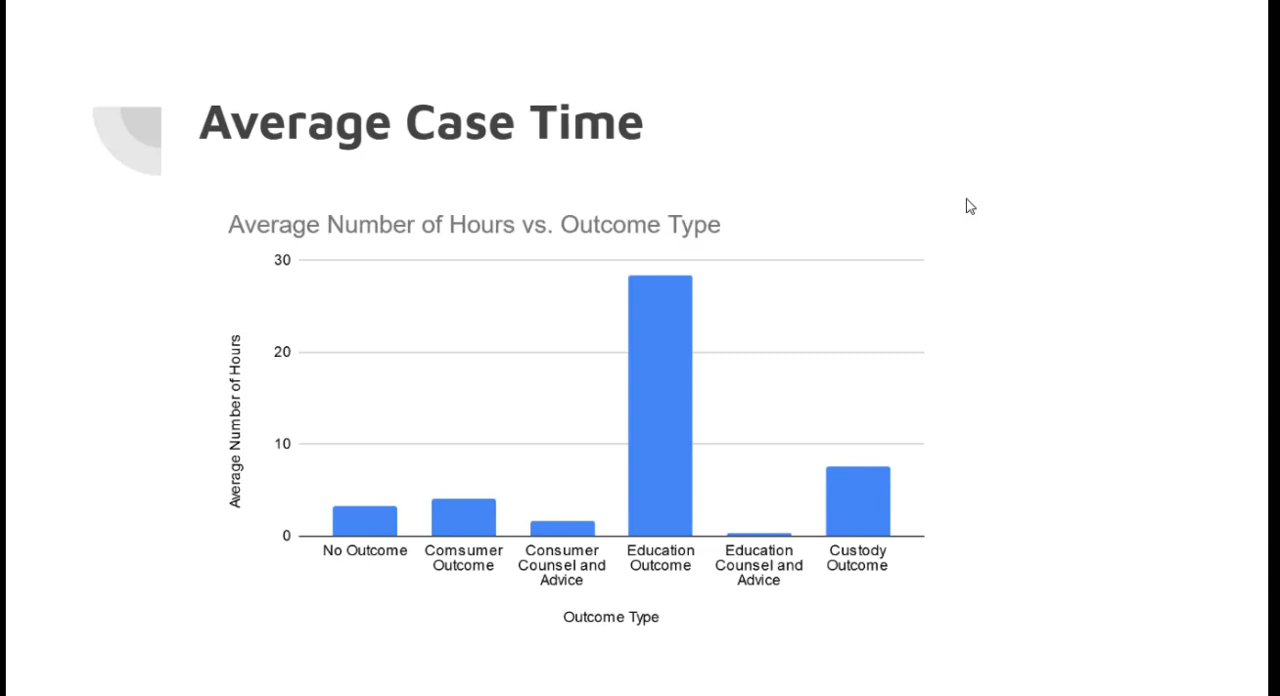 Average Case Time
Average Number of Hours vs. Outcome Type
30
20
10
0
Average Number of Hours
No Outcome
Comsumer
Outcome
Consumer
Counsel and
Advice
Education
Outcome
Education
Counsel and
Advice
Custody
Outcome
Outcome Type